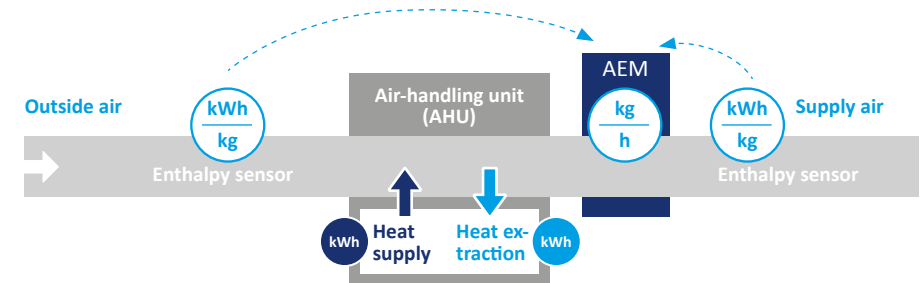 AEM
Outside air
kWh
kg
Air-handling unit
(AHU)
kg
h
kWh
kg
Supply air
Enthalpy sensor
Enthalpy sensor
kWh
Heat
supply
Heat ex-
traction
kWh